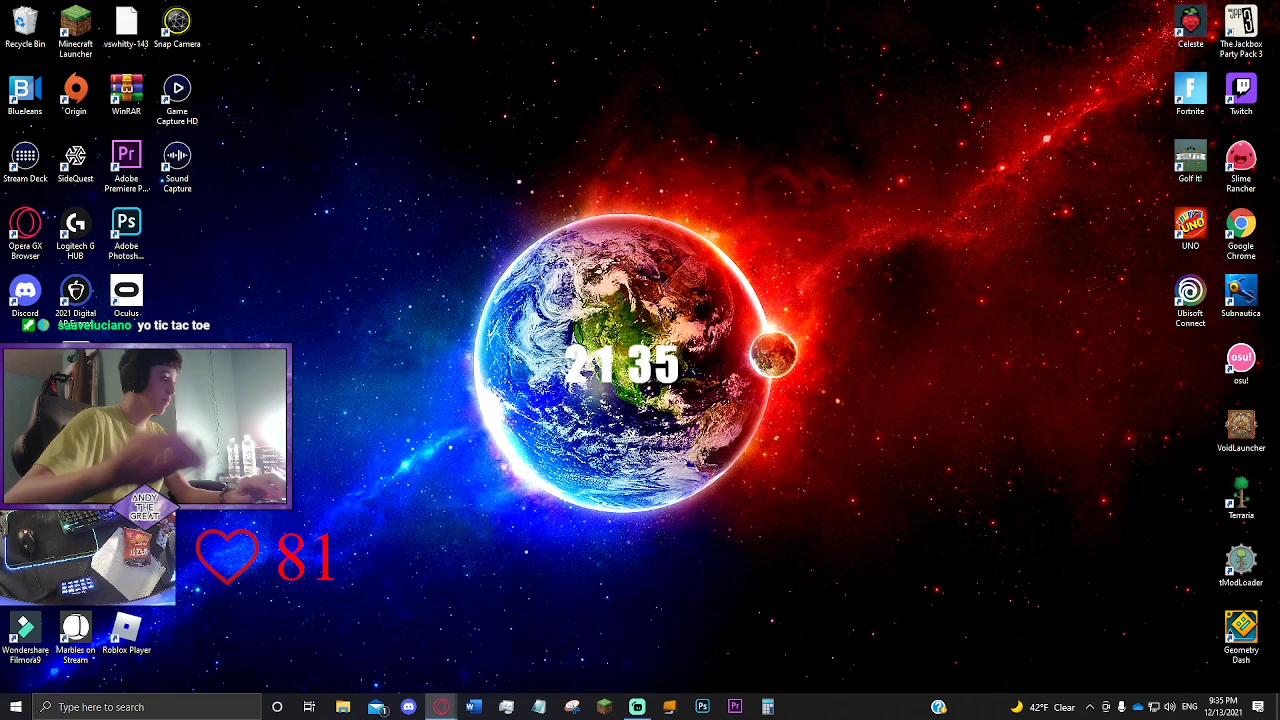 Recycle Bin
Minecraft
Launcher
.vswhitty-143
Snap Camera
BlueJeans
Origin
WinRAR
Game
Capture HD
Stream Deck
SideQuest
Adobe
Premiere P...
Sound
Capture
Opera GX
Browser
Logitech G
HUB
Adobe
Photosh...
Discord
2021 Digital
Oculus
suaveluciano yo tic tac toe
ANDY
THE
GREAT
81
Wondershare
Filmora9
Marbles on
Stream
Roblox Player
21 35
Celeste
The Jackbox
Party Pack 3
Fortnite
Twitch
Golf It!
Slime
Rancher
UNO
Google
Chrome
Ubisoft
Connect
Subnautica
osu!
osu!
VoidLauncher
Terraria
tModLoader
Geometry
Dash
Type here to search
42°F Clear
ENG
9:35 PM
12/13/2021